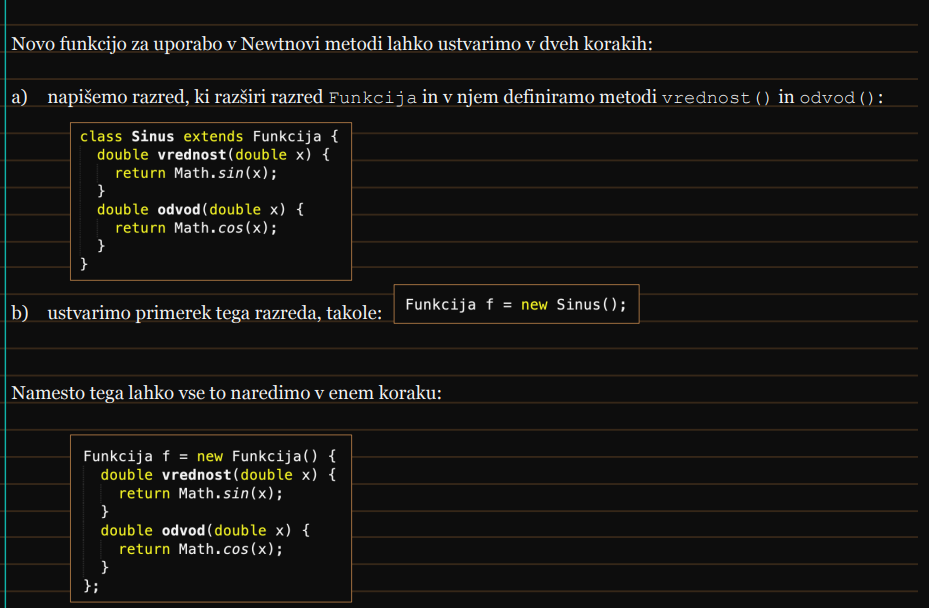 Novo funkcijo za uporabo v Newtnovi metodi lahko ustvarimo v dveh korakih:
a) napišemo razred, ki razširi razred Funkcija in v njem definiramo metodi vrednost() in odvod():
class Sinus extends Funkcija {
double vrednost(double x) {
return Math.sin(x);
}
double odvod(double x) {
return Math.cos(x);
}
}
b) ustvarimo primerek tega razreda, takole: Funkcija f = new Sinus();
Namesto tega lahko vse to naredimo v enem koraku:
Funkcija f = new Funkcija() {
double vrednost(double x) {
return Math.sin(x);
}
double odvod(double x) {
return Math.cos(x);
}
};